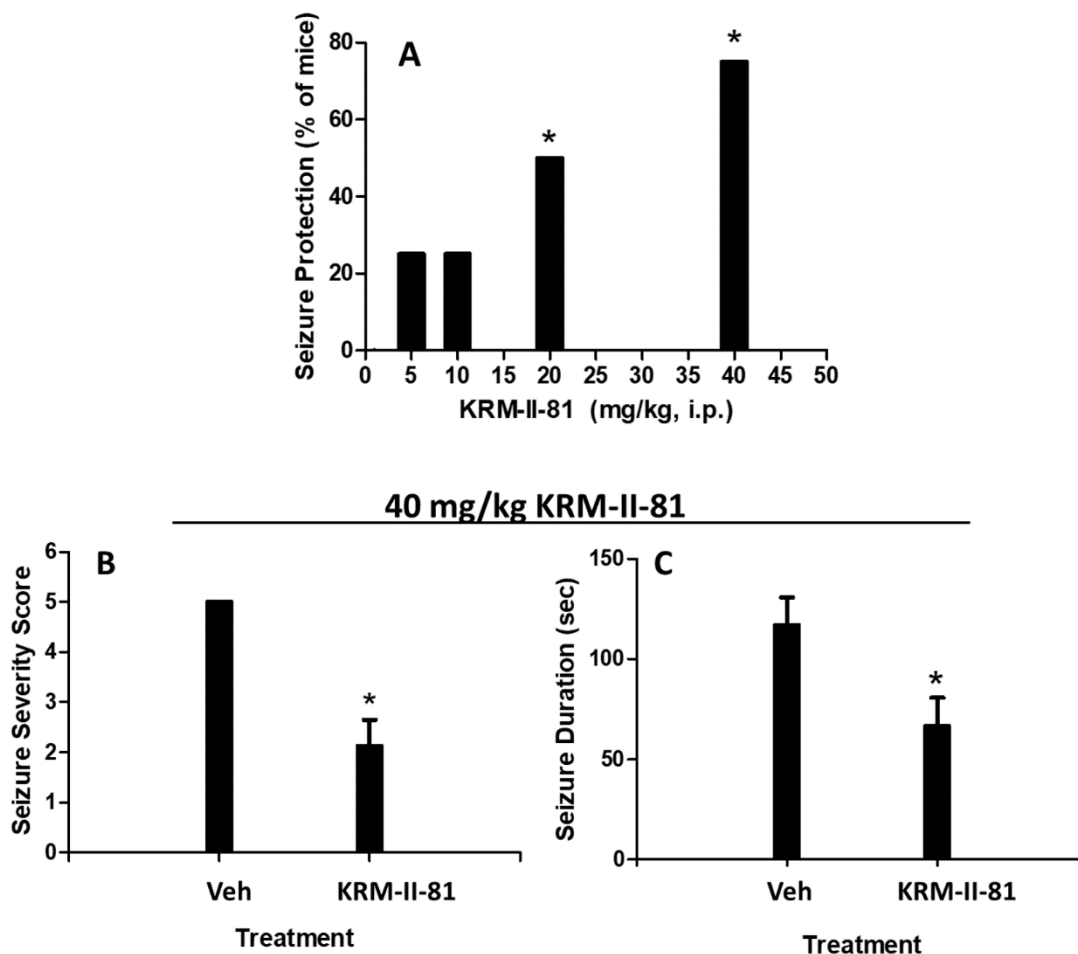 A
Seizure Protection (% of mice)
80
60
40
20
0
*
*
0 5 10 15 20 25 30 35 40 45 50
KRM-II-81 (mg/kg, i.p.)
40 mg/kg KRM-II-81
B
Seizure Severity Score
6
5
4
3
2
1
0
*
Veh KRM-II-81
Treatment
C
Seizure Duration (sec)
150
100
50
0
*
Veh KRM-II-81
Treatment